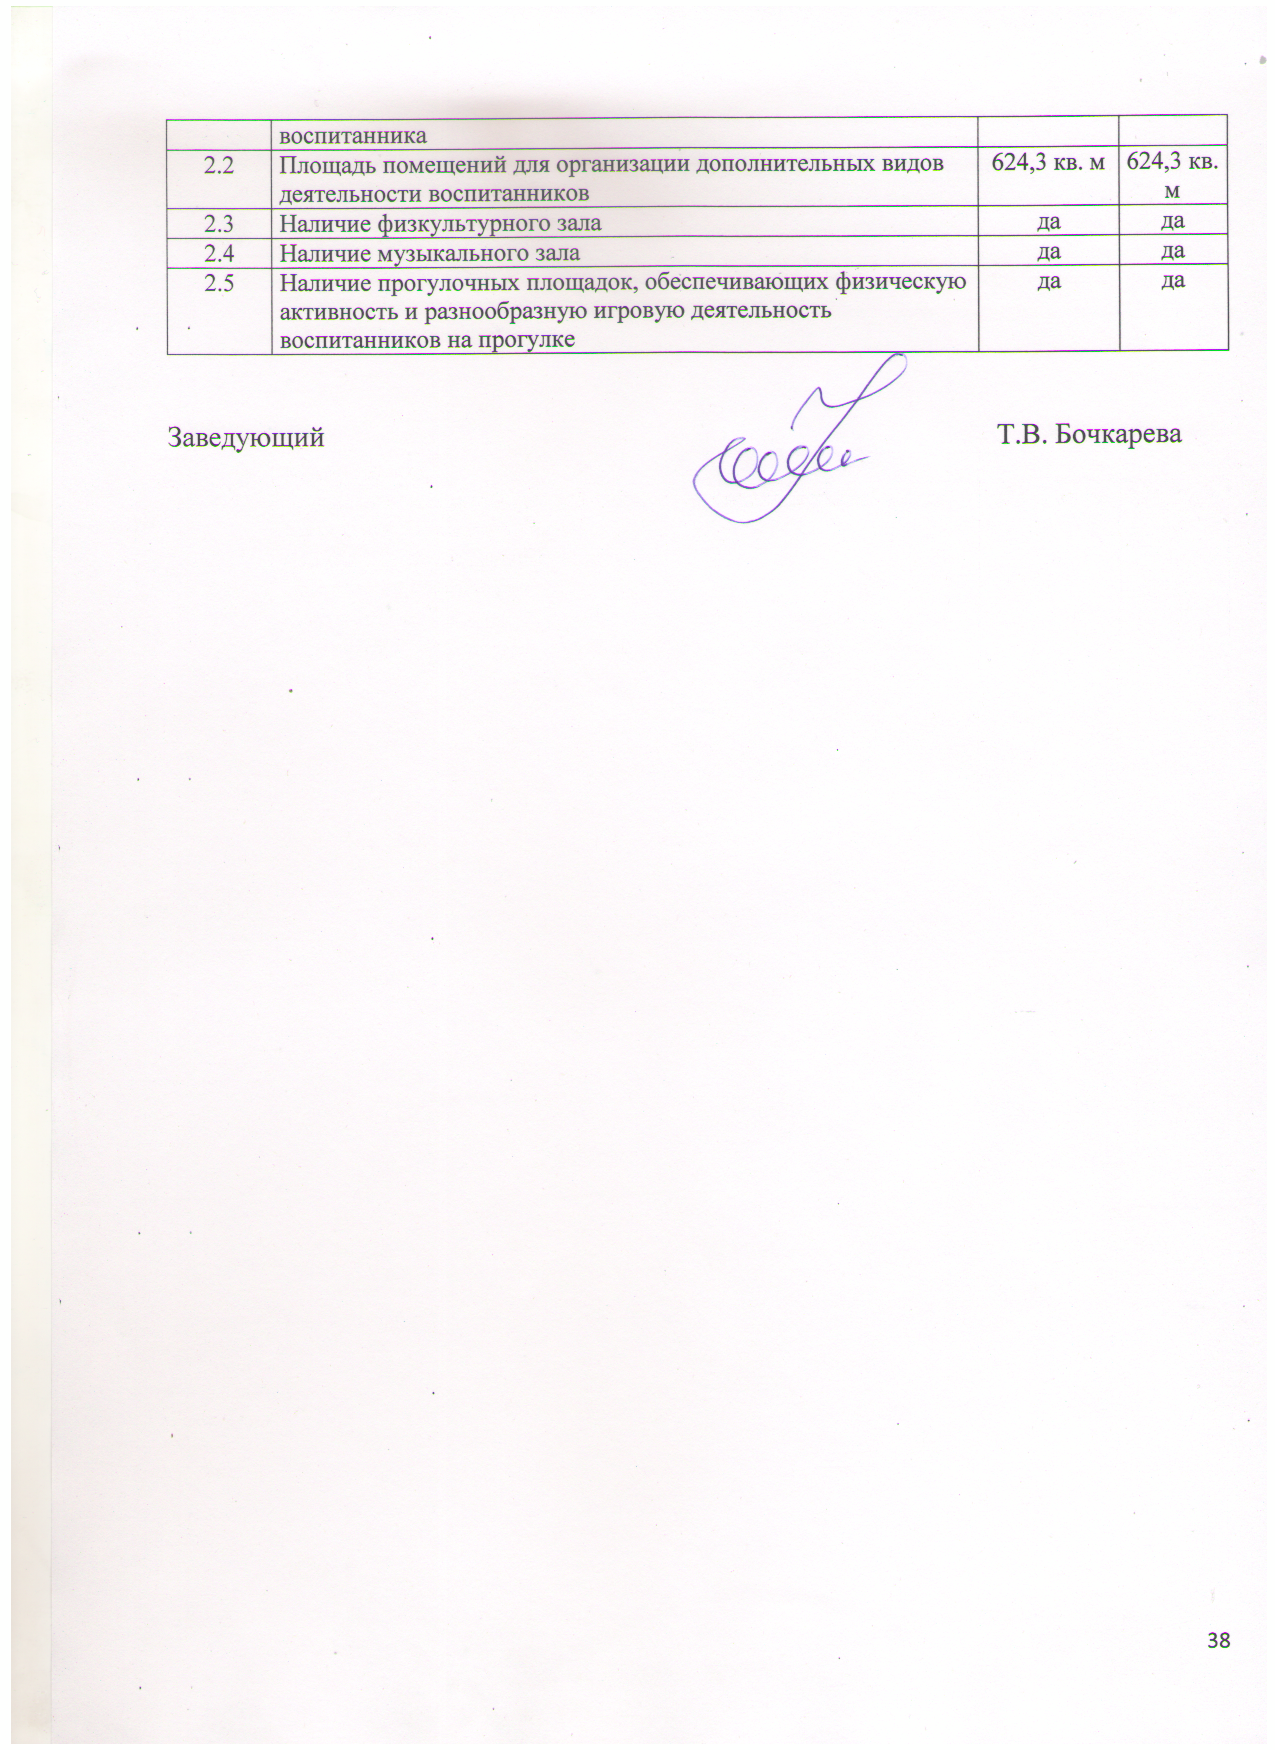 воспитанника
2.2 Площадь помещений для организации дополнительных видов 624,3 кв. м 624,3 кв.
деятельности воспитанников м
2.3 Наличие физкультурного зала да да
2.4 Наличие музыкального зала да да
2.5 Наличие прогулочных площадок, обеспечивающих физическую да да
активность и разнообразную игровую деятельность
воспитанников на прогулке
Заведующий Т.В. Бочкарева
38